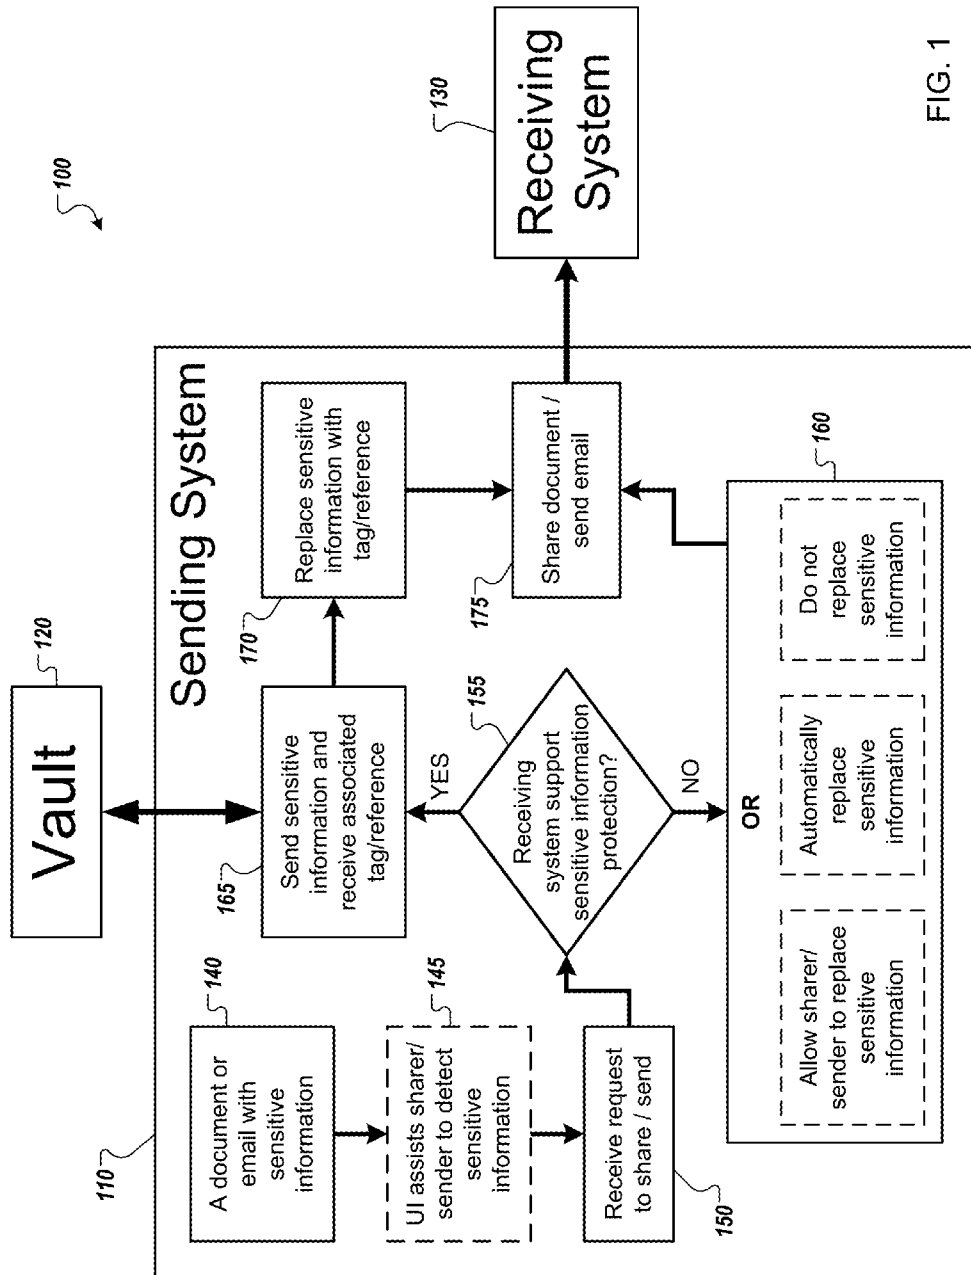 100
Vault
120
110
Sending System
140
A document or
email with
sensitive
information
145
UI assists sharer/
sender to detect
sensitive
information
Receive request
to share / send
150
165
Send sensitive
information and
receive associated
tag/reference
YES
155
Receiving
system support
sensitive information
protection?
NO
170
Replace sensitive
information with
tag/reference
175
Share document /
send email
160
OR
Allow sharer/
sender to replace
sensitive
information
Automatically
replace
sensitive
information
Do not
replace
sensitive
information
130
Receiving
System
FIG. 1